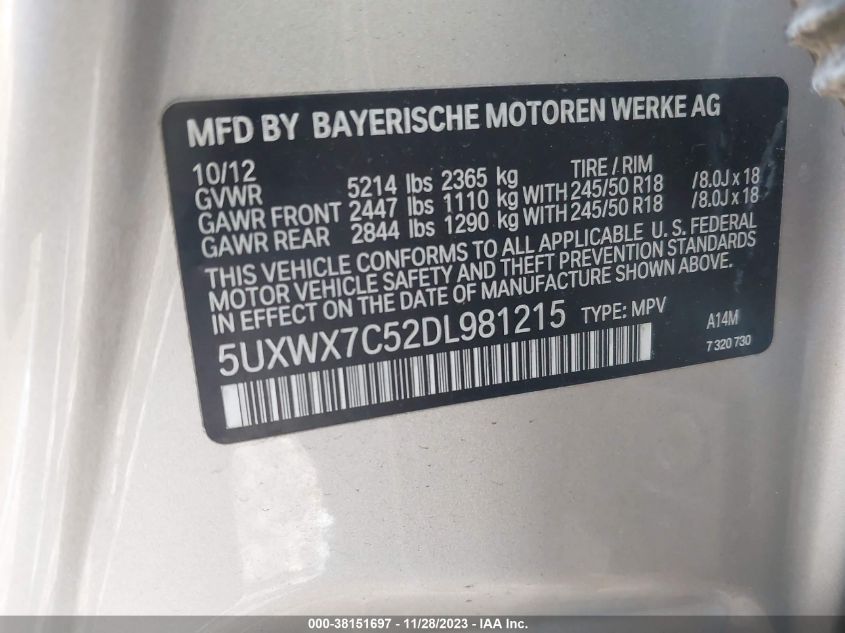 MFD BY BAYERISCHE MOTOREN WERKE AG
10/12 TIRE / RIM
GVWR 5214 lbs 2365 kg
GAWR FRONT 2447 lbs 1110 kg WITH 245/50 R18 /8.0J x 18
GAWR REAR 2844 lbs 1290 kg WITH 245/50 R18 /8.0J x 18
THIS VEHICLE CONFORMS TO ALL APPLICABLE U. S. FEDERAL
MOTOR VEHICLE SAFETY AND THEFT PREVENTION STANDARDS
IN EFFECT ON THE DATE OF MANUFACTURE SHOWN ABOVE.
5UXWX7C52DL981215 TYPE: MPV A14M
7 320 730
000-38151697 - 11/28/2023 - IAA Inc.